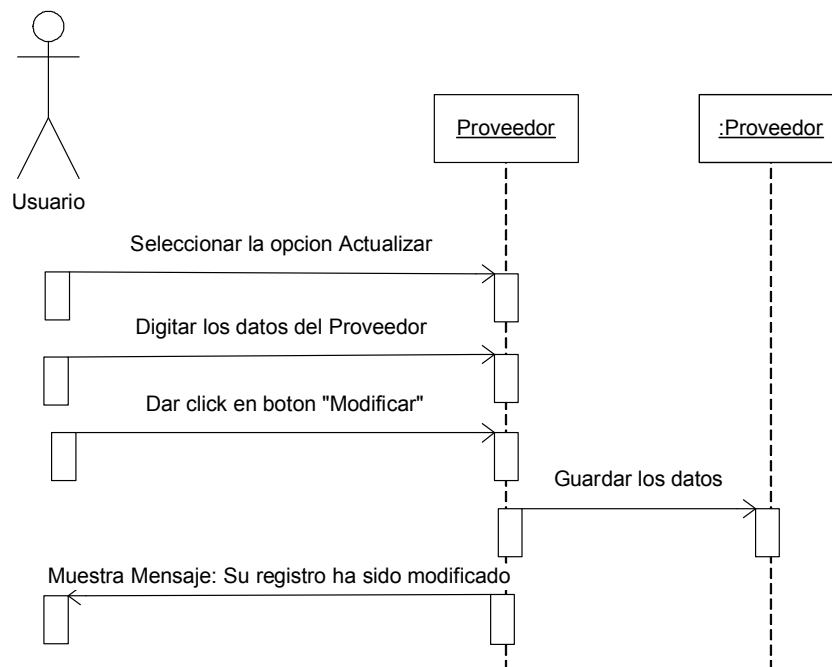 Proveedor
:Proveedor
Usuario
Seleccionar la opcion Actualizar
Digitar los datos del Proveedor
Dar click en boton "Modificar"
Guardar los datos
Muestra Mensaje: Su registro ha sido modificado